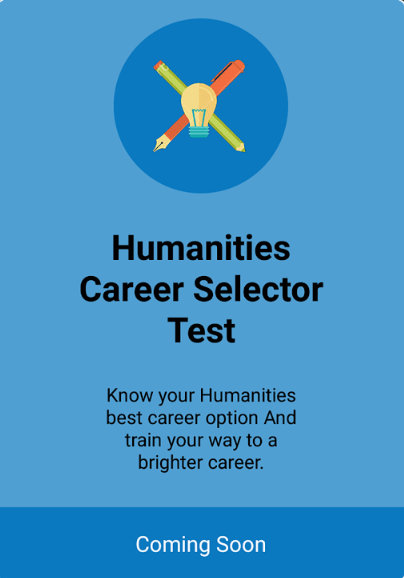 Humanities
Career Selector
Test
Know your Humanities
best career option And
train your way to a
brighter career.
Coming Soon